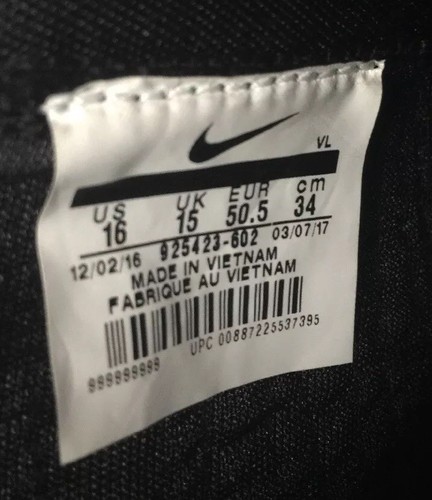 VL
US UK EUR cm
16 15 50.5 34
12/02/16 925423-602 03/07/17
MADE IN VIETNAM
FABRIQUE AU VIETNAM
999999999 UPC 00887225537395